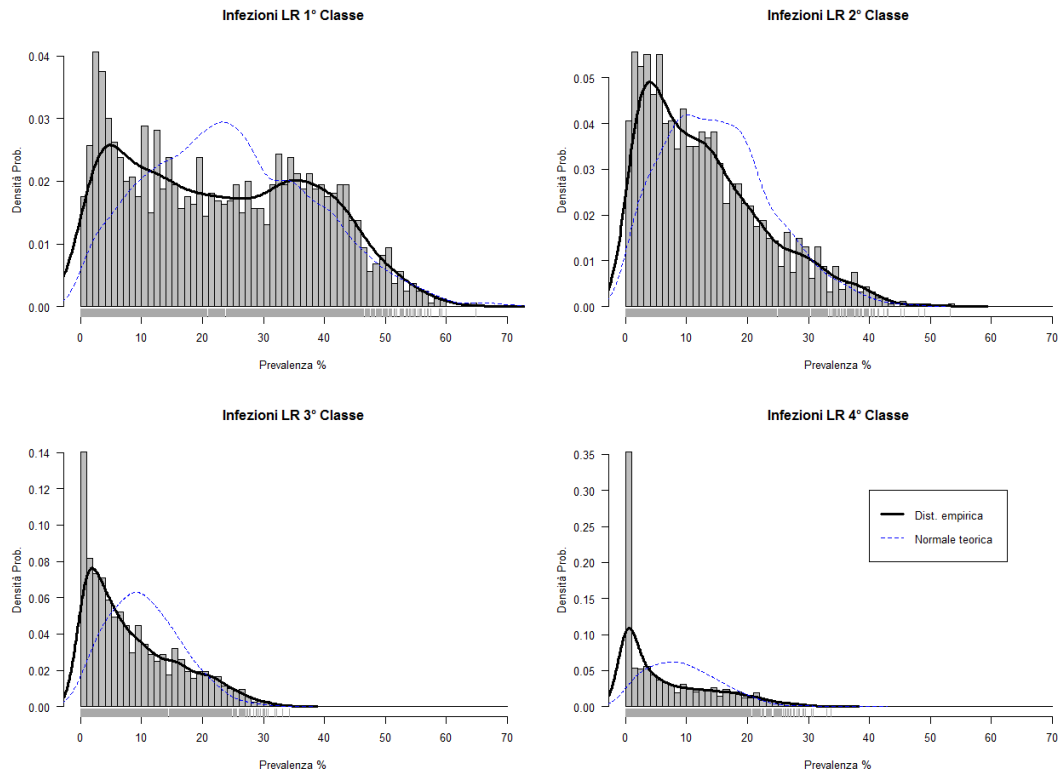 Infezioni LR 1° Classe
Densità Prob.
0.04
0.03
0.02
0.01
0.00
0 10 20 30 40 50 60 70
Prevalenza %
Infezioni LR 2° Classe
Densità Prob.
0.05
0.04
0.03
0.02
0.01
0.00
0 10 20 30 40 50 60 70
Prevalenza %
Infezioni LR 3° Classe
Densità Prob.
0.14
0.12
0.10
0.08
0.06
0.04
0.02
0.00
0 10 20 30 40 50 60 70
Prevalenza %
Infezioni LR 4° Classe
Densità Prob.
0.35
0.30
0.25
0.20
0.15
0.10
0.05
0.00
Dist. empirica
Normale teorica
0 10 20 30 40 50 60 70
Prevalenza %